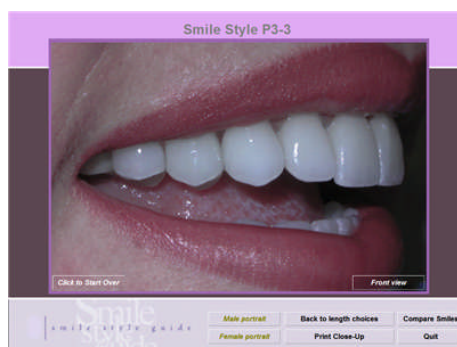 Smile Style P3-3
Click to Start Over
Front view
Smile
smile style guide
Male portrait
Back to length choices
Compare Smiles
Female portrait
Print Close-Up
Quit